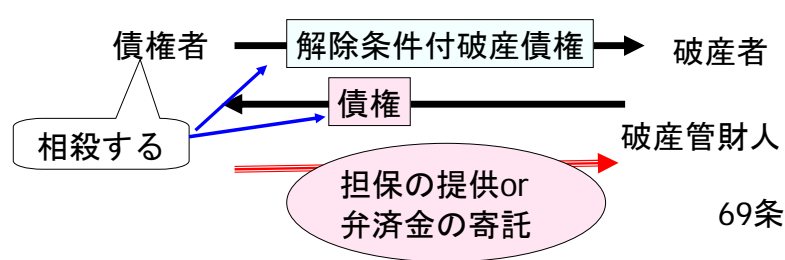 債権者
解除条件付破産債権
破産者
債権
相殺する
破産管財人
担保の提供or
弁済金の寄託
69条